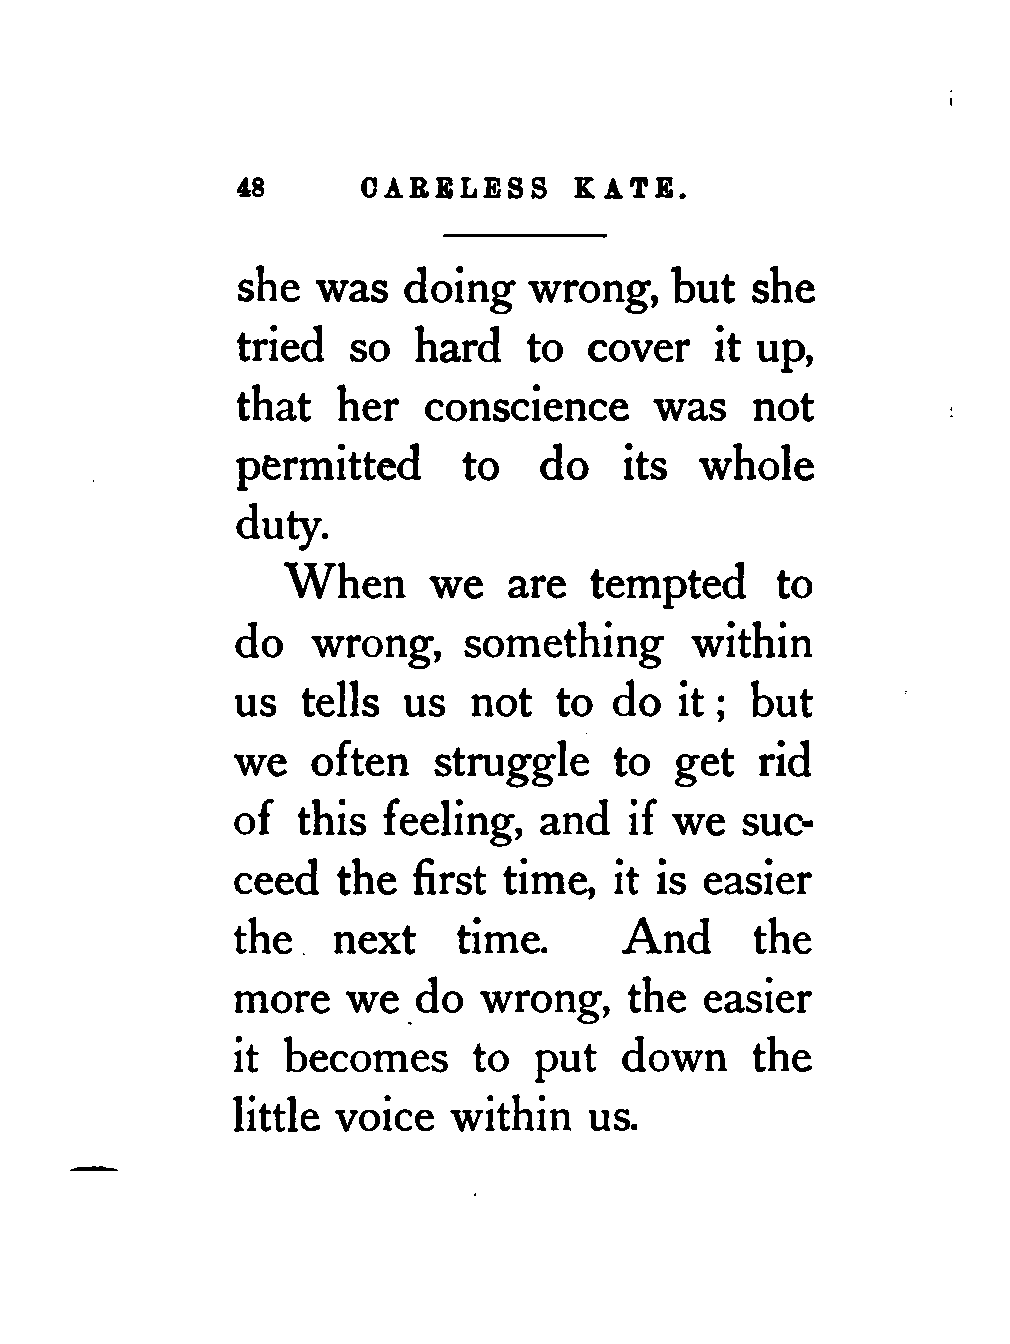 48 CARELESS KATE.
she was doing wrong, but she
tried so hard to cover it up,
that her conscience was not
permitted to do its whole
duty.
When we are tempted to
do wrong, something within
us tells us not to do it; but
we often struggle to get rid
of this feeling, and if we suc-
ceed the first time, it is easier
the next time. And the
more we do wrong, the easier
it becomes to put down the
little voice within us.